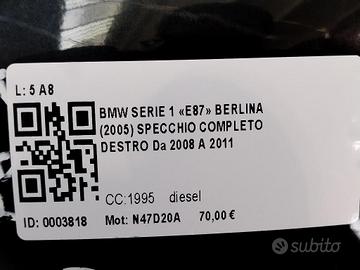 L: 5 A8
BMW SERIE 1 «E87» BERLINA
(2005) SPECCHIO COMPLETO
DESTRO Da 2008 A 2011
CC:1995 diesel
ID: 0003818 Mot: N47D20A 70,00 €
subito